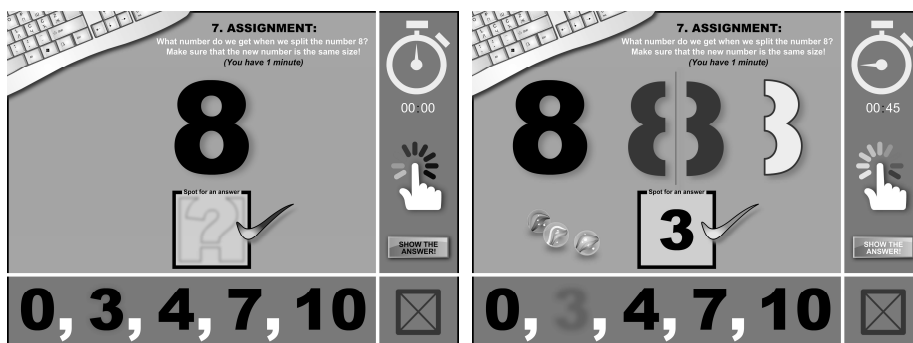 7. ASSIGNMENT:
What number do we get when we split the number 8?
Make sure that the new number is the same size!
(You have 1 minute)
8
00:00
Spot for an answer
?
SHOW THE
ANSWER!
0, 3, 4, 7, 10
7. ASSIGNMENT:
What number do we get when we split the number 8?
Make sure that the new number is the same size!
(You have 1 minute)
8 8 3
00:45
Spot for an answer
3
SHOW THE
ANSWER!
0, 3, 4, 7, 10